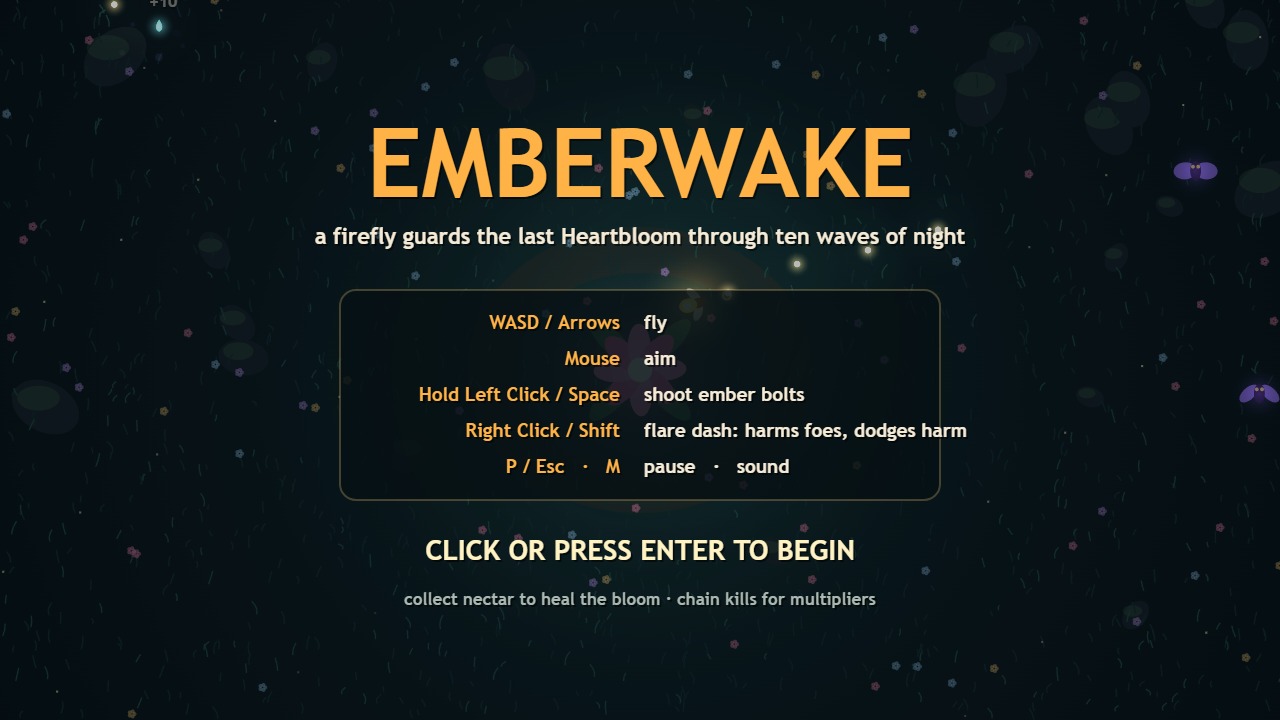 +10
EMBERWAKE
a firefly guards the last Heartbloom through ten waves of night
WASD / Arrows fly
Mouse aim
Hold Left Click / Space shoot ember bolts
Right Click / Shift flare dash: harms foes, dodges harm
P / Esc · M pause · sound
CLICK OR PRESS ENTER TO BEGIN
collect nectar to heal the bloom · chain kills for multipliers